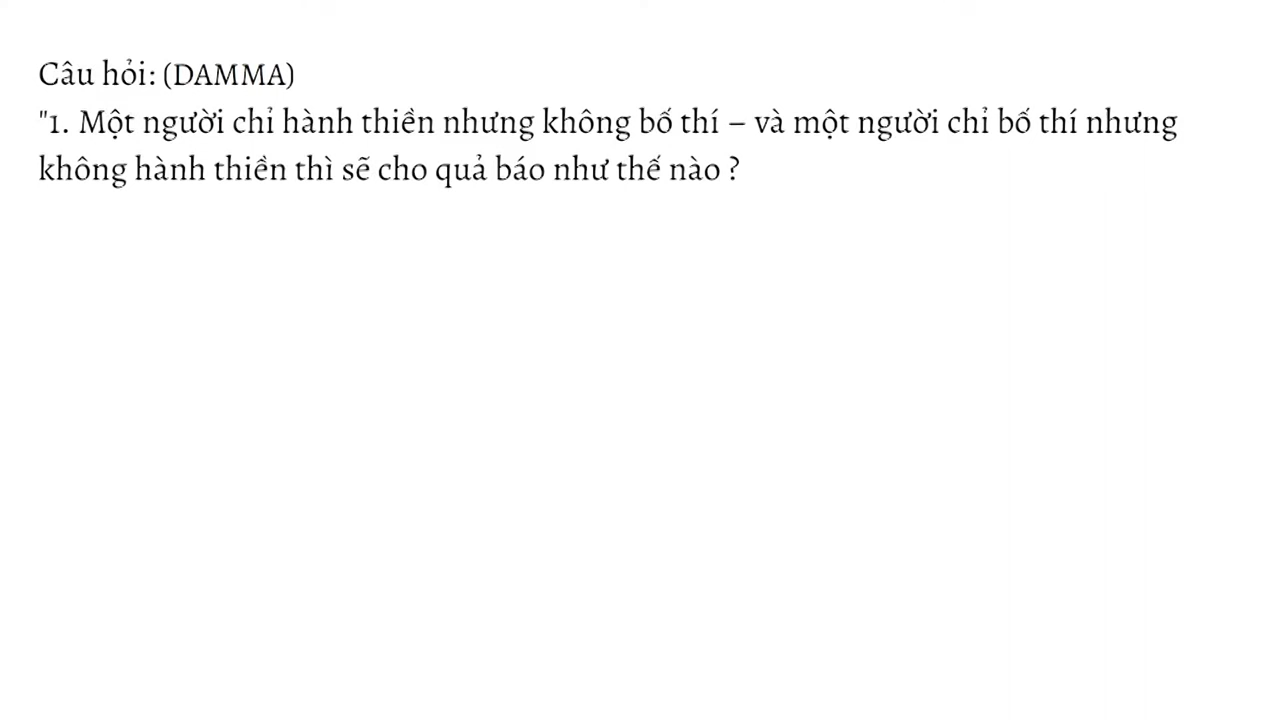 Câu hỏi: (DAMMA)
"1. Một người chỉ hành thiền nhưng không bố thí – và một người chỉ bố thí nhưng
không hành thiền thì sẽ cho quả báo như thế nào ?